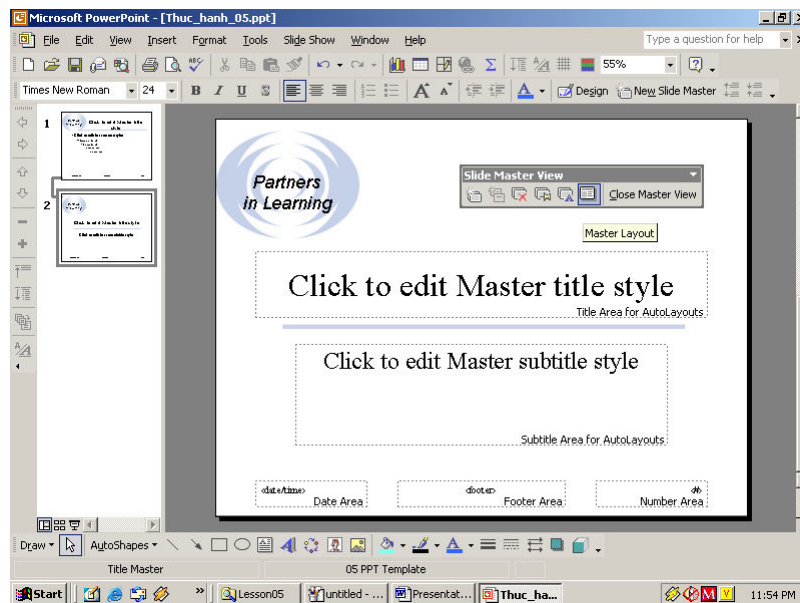 Microsoft PowerPoint - [Thuc_hanh_05.ppt]
File Edit View Insert Format Tools Slide Show Window Help Type a question for help
55%
Times New Roman 24 B I U S Design New Slide Master
1
2
Partners
in Learning
Slide Master View
Close Master View
Master Layout
Click to edit Master title style
Title Area for AutoLayouts
Click to edit Master subtitle style
Subtitle Area for AutoLayouts
<date/time> <footer> <#>
Date Area Footer Area Number Area
Draw AutoShapes
Title Master 05 PPT Template
Start Lesson05 untitled - ... Presentat... Thuc_ha... 11:54 PM